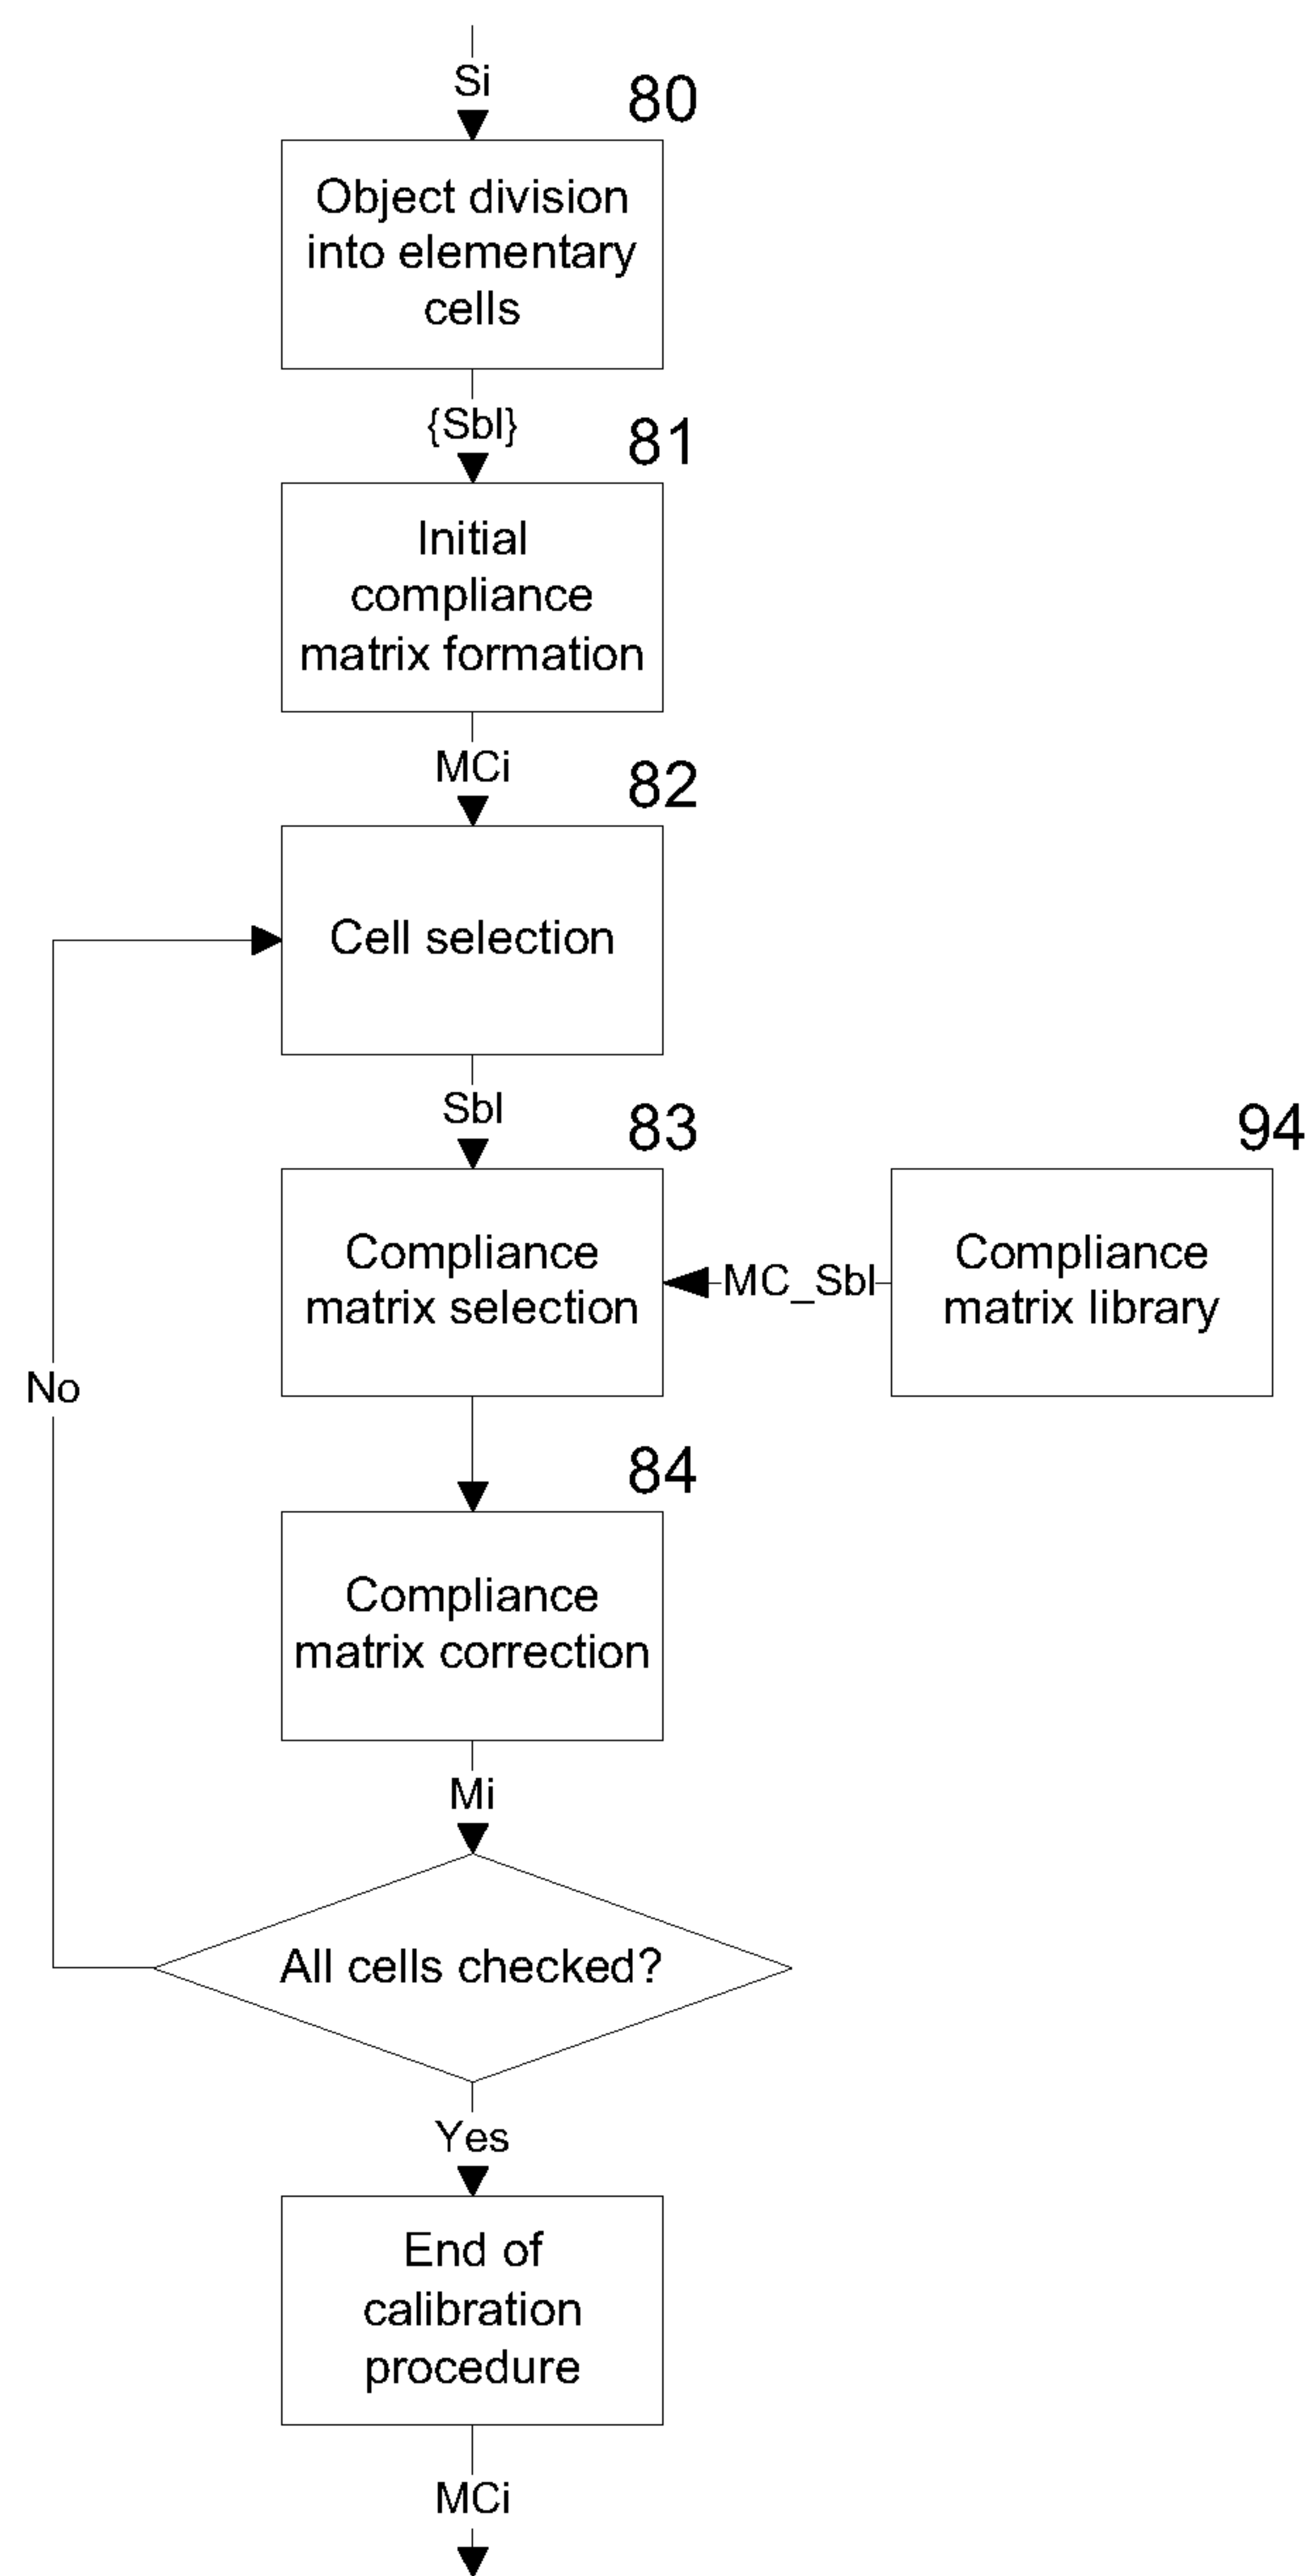 Si
80
Object division
into elementary
cells
{Sbl}
81
Initial
compliance
matrix formation
MCi
82
Cell selection
Sbl
83
94
Compliance
matrix selection
MC_Sbl
Compliance
matrix library
No
84
Compliance
matrix correction
Mi
All cells checked?
Yes
End of
calibration
procedure
MCi